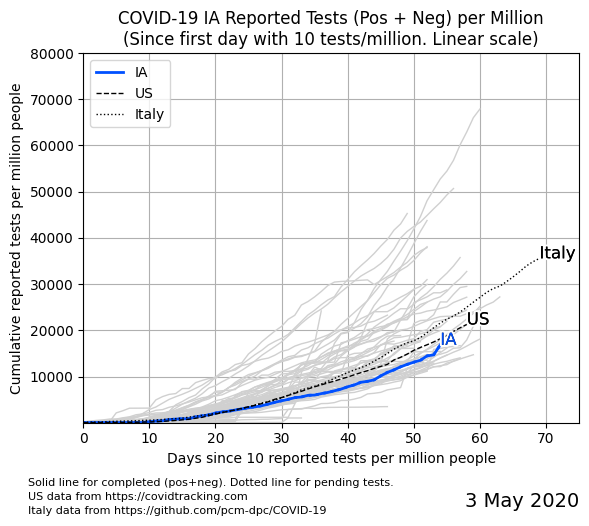 COVID-19 IA Reported Tests (Pos + Neg) per Million
(Since first day with 10 tests/million. Linear scale)
Cumulative reported tests per million people
80000
70000
60000
50000
40000
30000
20000
10000
IA
US
Italy
Italy
US
IA
0
10
20
30
40
50
60
70
Days since 10 reported tests per million people
Solid line for completed (pos+neg). Dotted line for pending tests.
US data from https://covidtracking.com
Italy data from https://github.com/pcm-dpc/COVID-19
3 May 2020